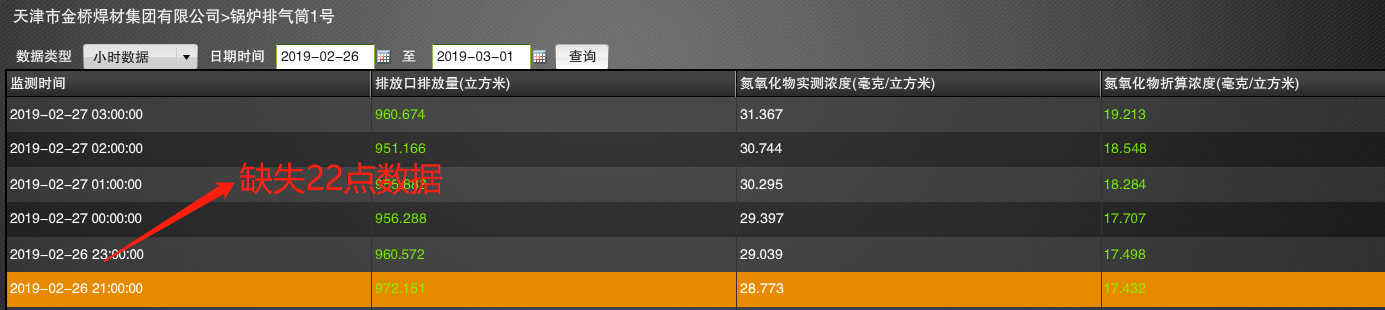 天津市金桥焊材集团有限公司>锅炉排气筒1号
数据类型 小时数据 日期时间 2019-02-26 至 2019-03-01 查询
监测时间 排放口排放量(立方米) 氮氧化物实测浓度(毫克/立方米) 氮氧化物折算浓度(毫克/立方米)
2019-02-27 03:00:00 960.674 31.367 19.213
2019-02-27 02:00:00 951.166 30.744 18.548
缺失22点数据
2019-02-27 01:00:00 30.295 18.284
2019-02-27 00:00:00 956.288 29.397 17.707
2019-02-26 23:00:00 960.572 29.039 17.498
2019-02-26 21:00:00 972.151 28.773 17.432